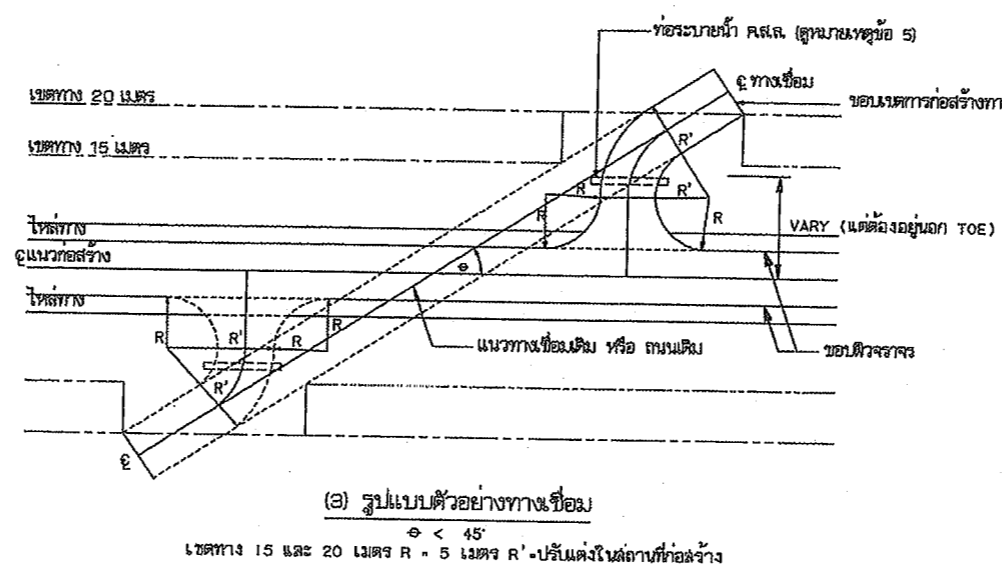 ท่อระบายน้ำ ค.ส.ล. (ดูหมายเหตุข้อ 5)
℄ ทางเชื่อม
เขตทาง 20 เมตร
ขอบเขตการก่อสร้างทา
เขตทาง 15 เมตร
R'
R R'
R R
ไหล่ทาง
VARY (แต่ต้องอยู่นอก TOE)
℄แนวก่อสร้าง
θ
ไหล่ทาง
R R' R R
แนวทางเชื่อมเดิม หรือ ถนนเดิม
ขอบผิวจราจร
R'
℄
(3) รูปแบบตัวอย่างทางเชื่อม
θ < 45°
เขตทาง 15 และ 20 เมตร R = 5 เมตร R'=ปรับแต่งในสถานที่ก่อสร้าง